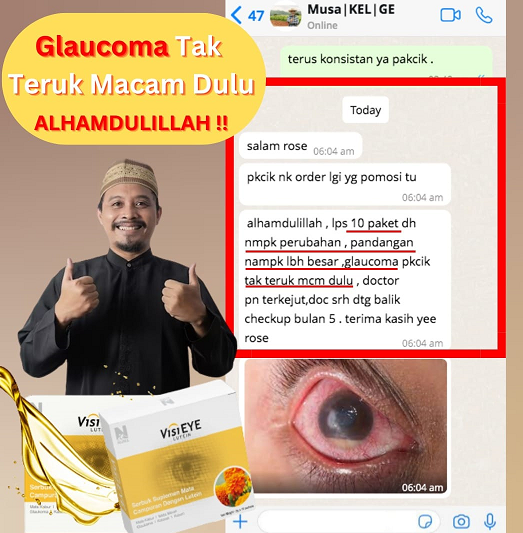 Glaucoma Tak
Teruk Macam Dulu
ALHAMDULILLAH !!
47
Musa|KEL|GE
Online
terus konsistan ya pakcik .
Today
salam rose
06:04 am
pkcik nk order lgi yg pomosi tu
06:04 am
alhamdulillah , lps 10 paket dh
nmpk perubahan , pandangan
nampk lbh besar ,glaucoma pkcik
tak teruk mcm dulu , doctor
pn terkejut,doc srh dtg balik
checkup bulan 5 . terima kasih yee
rose
06:04 am
06:04 am
VISIEYE
LUTEIN
VISIEYE
LUTEIN
Serbuk Suplemen Mata
Campuran Dengan Lutein